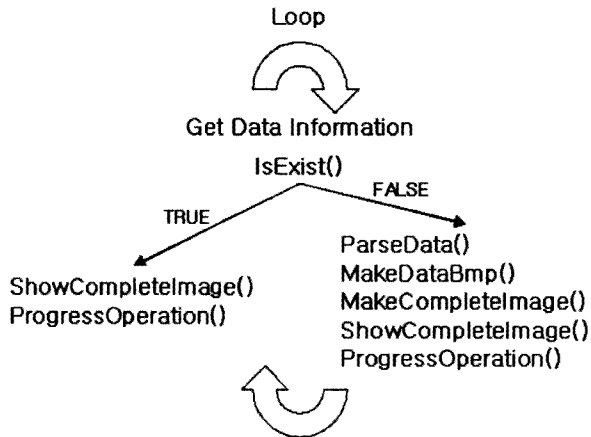 Loop
Get Data Information
IsExist()
TRUE
FALSE
ShowCompleteImage()
ProgressOperation()
ParseData()
MakeDataBmp()
MakeCompleteImage()
ShowCompleteImage()
ProgressOperation()